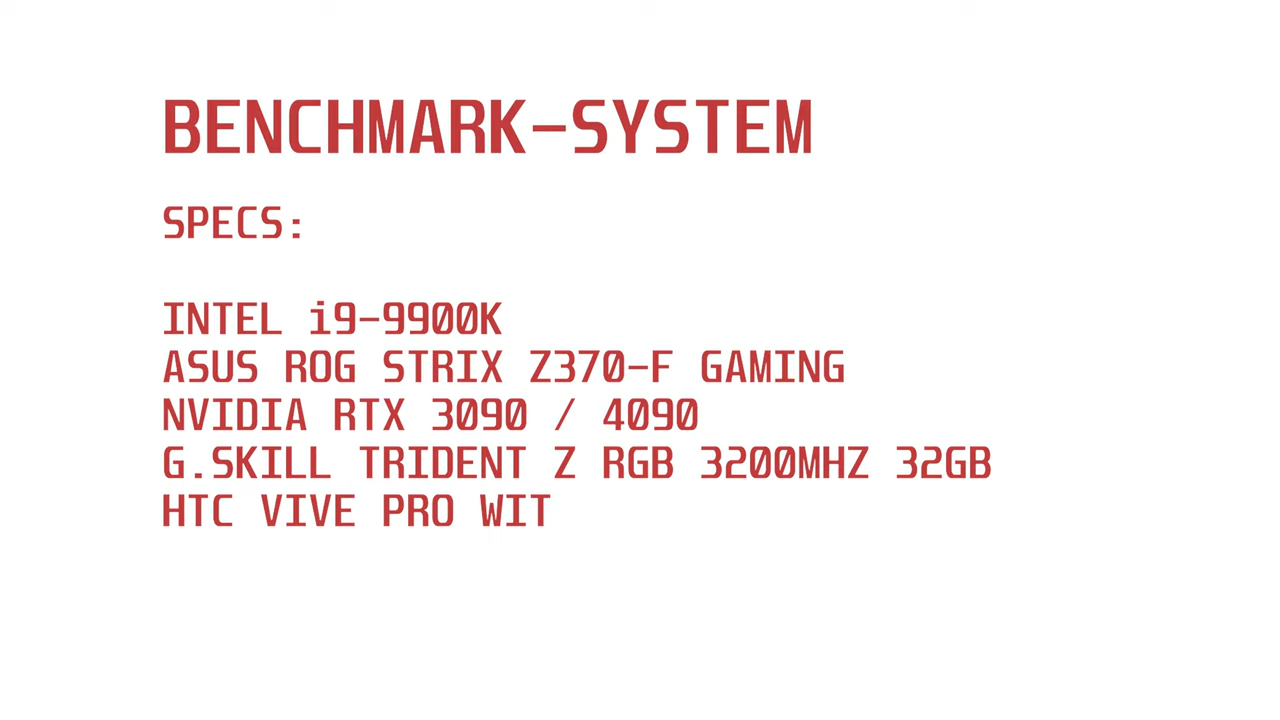 BENCHMARK-SYSTEM
SPECS:
INTEL i9-9900K
ASUS ROG STRIX Z370-F GAMING
NVIDIA RTX 3090 / 4090
G.SKILL TRIDENT Z RGB 3200MHZ 32GB
HTC VIVE PRO WIT